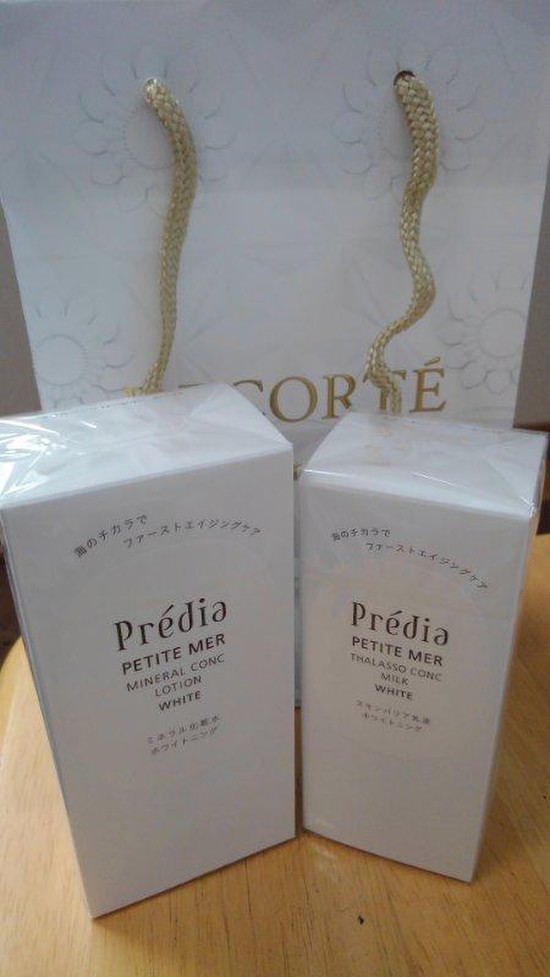 CORTÉ
海のチカラで
ファーストエイジングケア
Prédia
PETITE MER
MINERAL CONC
LOTION
WHITE
ミネラル化粧水
ホワイトニング
海のチカラで
ファーストエイジングケア
Prédia
PETITE MER
THALASSO CONC
MILK
WHITE
スキンバリア乳液
ホワイトニング